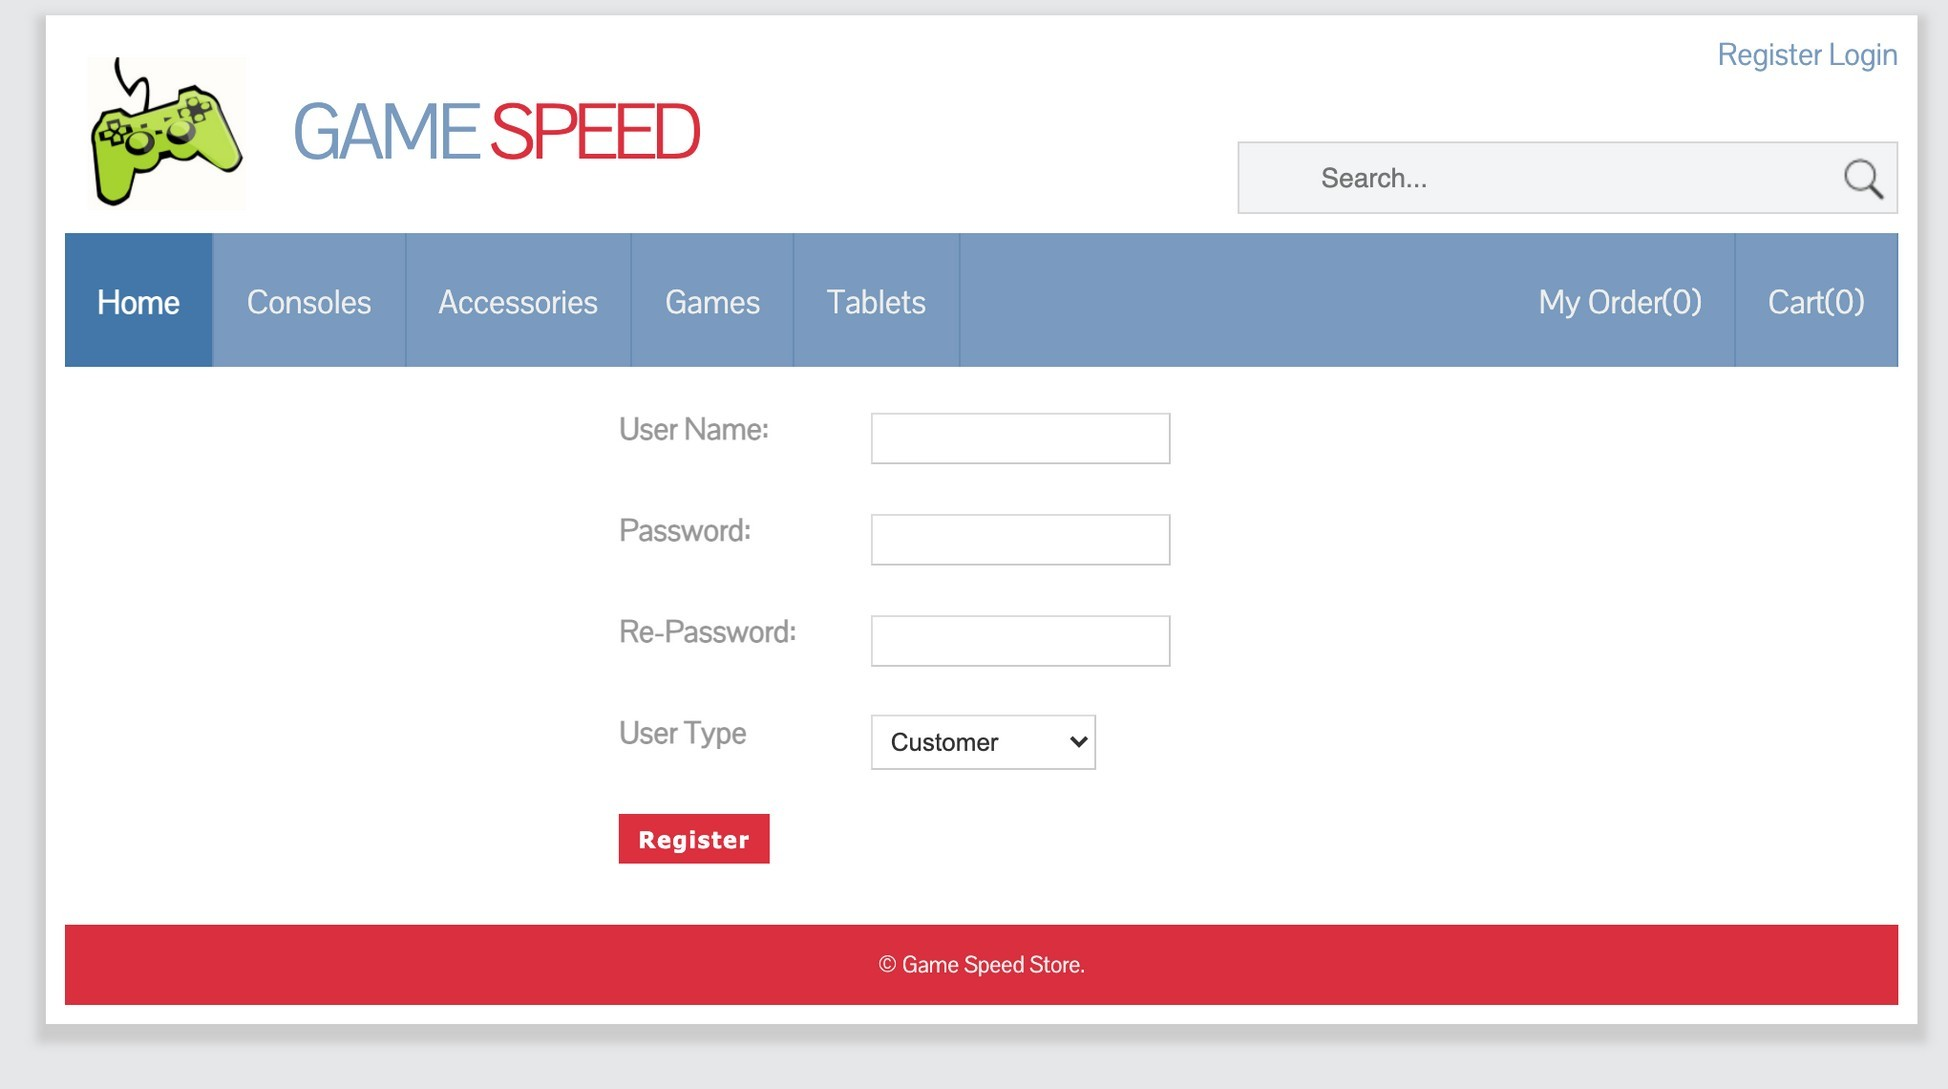 Register Login
GAME SPEED
Search...
Home Consoles Accessories Games Tablets My Order(0) Cart(0)
User Name:
Password:
Re-Password:
User Type Customer
Register
© Game Speed Store.